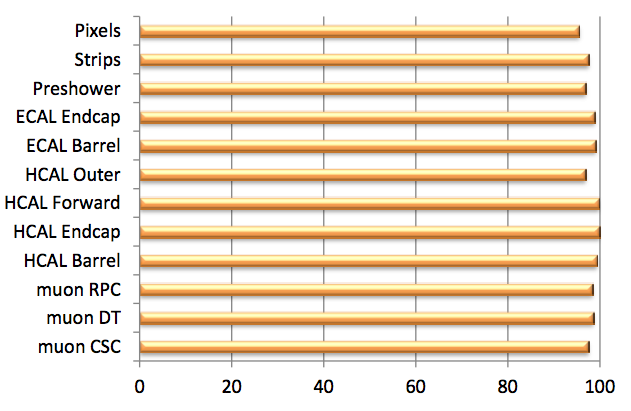 Pixels
Strips
Preshower
ECAL Endcap
ECAL Barrel
HCAL Outer
HCAL Forward
HCAL Endcap
HCAL Barrel
muon RPC
muon DT
muon CSC
0 20 40 60 80 100